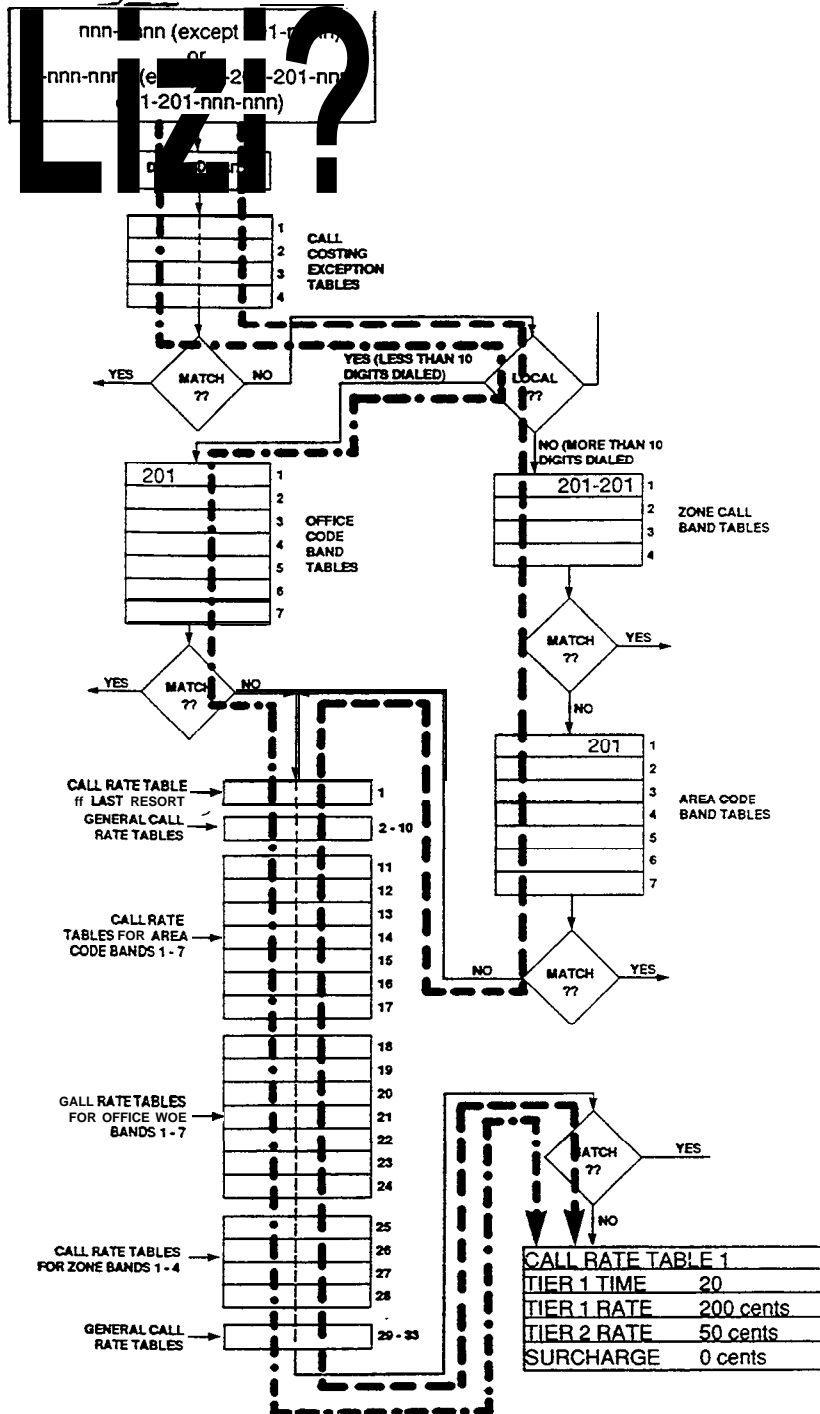 nnn- nnn (except 01-n nn)
or
-nnn-nn (e 2 -201-nn
1-201-nnn-nnn)
1
2
3
4
CALL
COSTING
EXCEPTION
TABLES
YES
MATCH
??
NO
YES (LESS THAN 10
DIGITS DIALED)
LOCAL
??
NO (MORE THAN 10
DIGITS DIALED
201
1
2
3
4
5
6
7
OFFICE
CODE
BAND
TABLES
201-201
1
2
3
4
ZONE CALL
BAND TABLES
MATCH
??
YES
NO
YES
MATCH
??
NO
201
1
2
3
4
5
6
7
AREA CODE
BAND TABLES
CALL RATE TABLE
ff LAST RESORT
1
GENERAL CALL
RATE TABLES
2 - 10
CALL RATE
TABLES FOR AREA
CODE BANDS 1 - 7
11
12
13
14
15
16
17
NO
MATCH
??
YES
GALL RATE TABLES
FOR OFFICE WOE
BANDS 1 - 7
18
19
20
21
22
23
24
MATCH
??
YES
NO
CALL RATE TABLES
FOR ZONE BANDS 1 - 4
25
26
27
28
GENERAL CALL
RATE TABLES
29 - 33
CALL RATE TABLE 1
TIER 1 TIME 20
TIER 1 RATE 200 cents
TIER 2 RATE 50 cents
SURCHARGE 0 cents